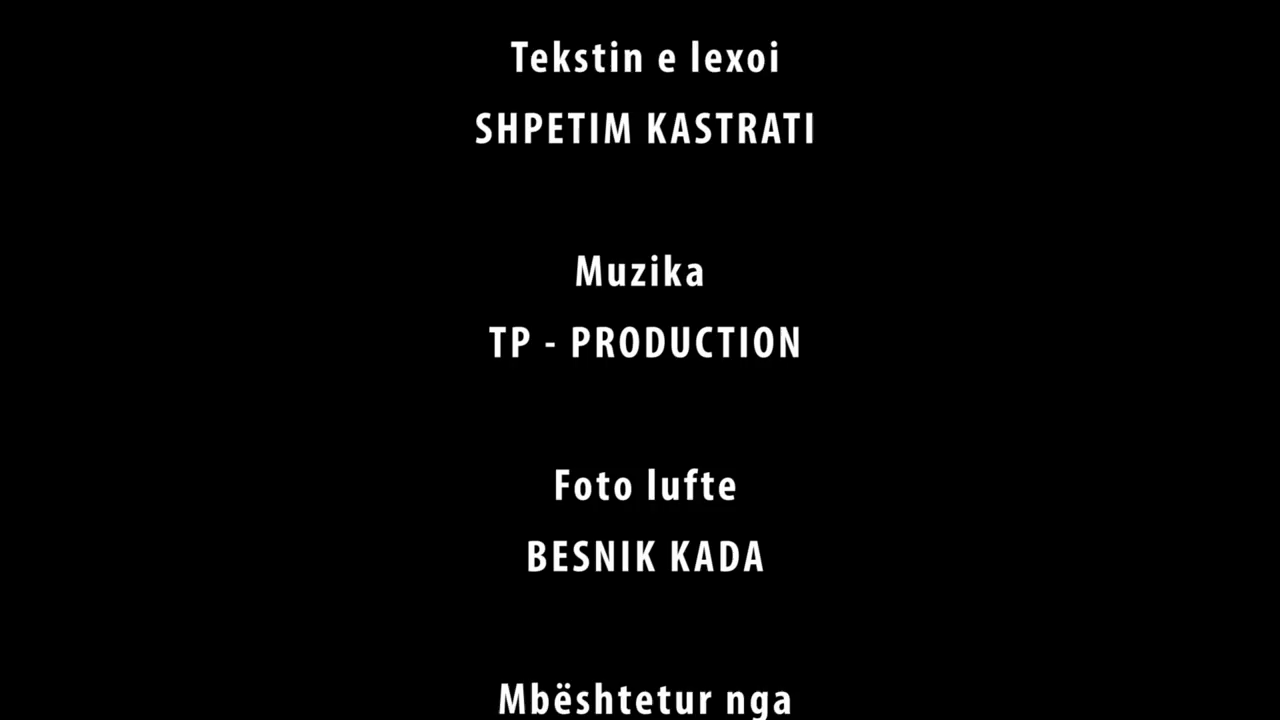 Tekstin e lexoi
SHPETIM KASTRATI
Muzika
TP - PRODUCTION
Foto lufte
BESNIK KADA
Mbështetur nga